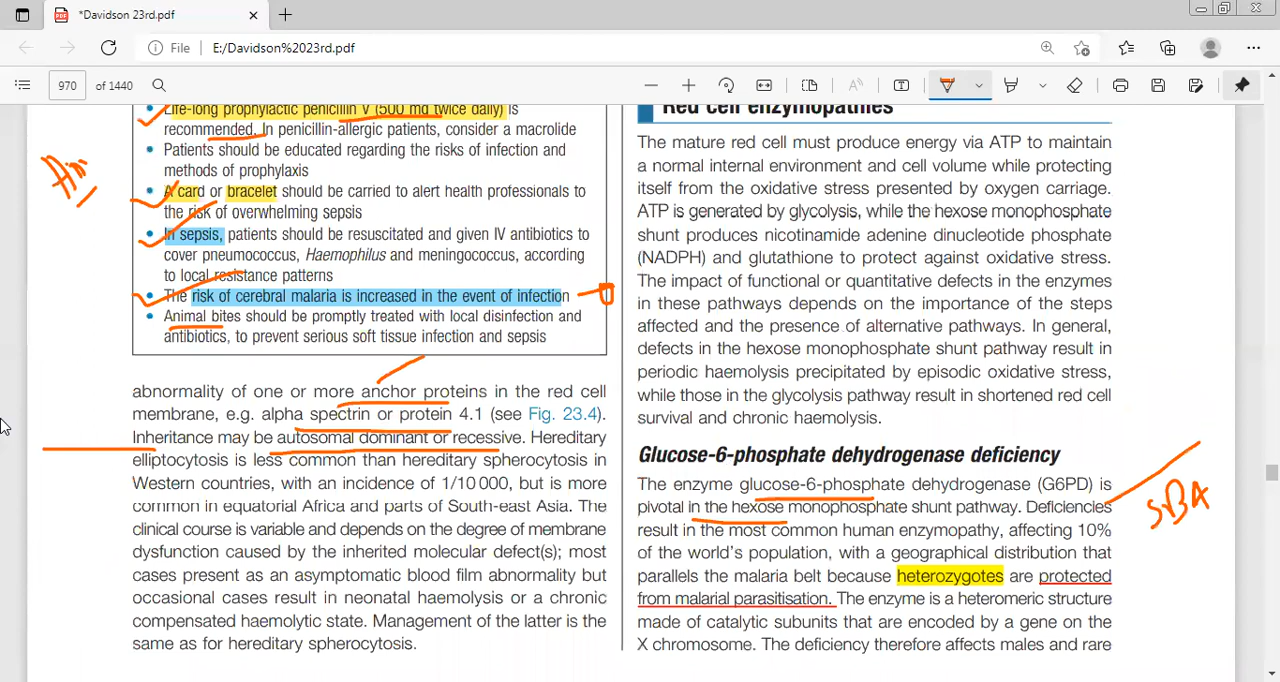 *Davidson 23rd.pdf
File
E:/Davidson%2023rd.pdf
970
of 1440
Life-long prophylactic penicillin V (500 md twice daily) is
recommended. In penicillin-allergic patients, consider a macrolide
Patients should be educated regarding the risks of infection and
methods of prophylaxis
A card or bracelet should be carried to alert health professionals to
the risk of overwhelming sepsis
In sepsis, patients should be resuscitated and given IV antibiotics to
cover pneumococcus, Haemophilus and meningococcus, according
to local resistance patterns
The risk of cerebral malaria is increased in the event of infection
Animal bites should be promptly treated with local disinfection and
antibiotics, to prevent serious soft tissue infection and sepsis
abnormality of one or more anchor proteins in the red cell
membrane, e.g. alpha spectrin or protein 4.1 (see Fig. 23.4).
Inheritance may be autosomal dominant or recessive. Hereditary
elliptocytosis is less common than hereditary spherocytosis in
Western countries, with an incidence of 1/10 000, but is more
common in equatorial Africa and parts of South-east Asia. The
clinical course is variable and depends on the degree of membrane
dysfunction caused by the inherited molecular defect(s); most
cases present as an asymptomatic blood film abnormality but
occasional cases result in neonatal haemolysis or a chronic
compensated haemolytic state. Management of the latter is the
same as for hereditary spherocytosis.
Red cell enzymopathies
The mature red cell must produce energy via ATP to maintain
a normal internal environment and cell volume while protecting
itself from the oxidative stress presented by oxygen carriage.
ATP is generated by glycolysis, while the hexose monophosphate
shunt produces nicotinamide adenine dinucleotide phosphate
(NADPH) and glutathione to protect against oxidative stress.
The impact of functional or quantitative defects in the enzymes
in these pathways depends on the importance of the steps
affected and the presence of alternative pathways. In general,
defects in the hexose monophosphate shunt pathway result in
periodic haemolysis precipitated by episodic oxidative stress,
while those in the glycolysis pathway result in shortened red cell
survival and chronic haemolysis.
Glucose-6-phosphate dehydrogenase deficiency
The enzyme glucose-6-phosphate dehydrogenase (G6PD) is
pivotal in the hexose monophosphate shunt pathway. Deficiencies
result in the most common human enzymopathy, affecting 10%
of the world's population, with a geographical distribution that
parallels the malaria belt because heterozygotes are protected
from malarial parasitisation. The enzyme is a heteromeric structure
made of catalytic subunits that are encoded by a gene on the
X chromosome. The deficiency therefore affects males and rare
SBA